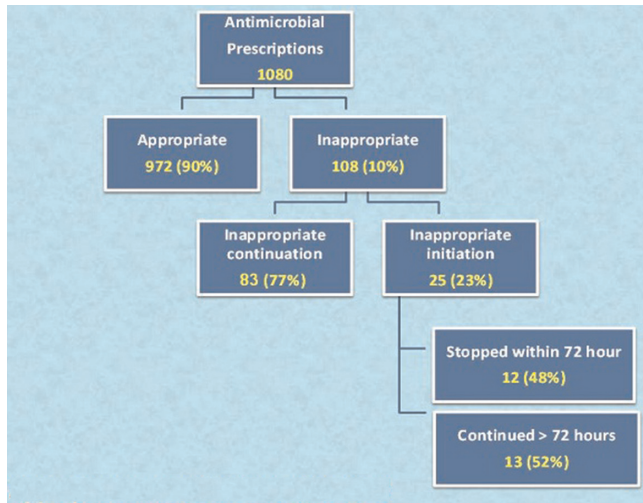 Antimicrobial
Prescriptions
1080
Appropriate
972 (90%)
Inappropriate
108 (10%)
Inappropriate
continuation
83 (77%)
Inappropriate
initiation
25 (23%)
Stopped within 72 hour
12 (48%)
Continued > 72 hours
13 (52%)